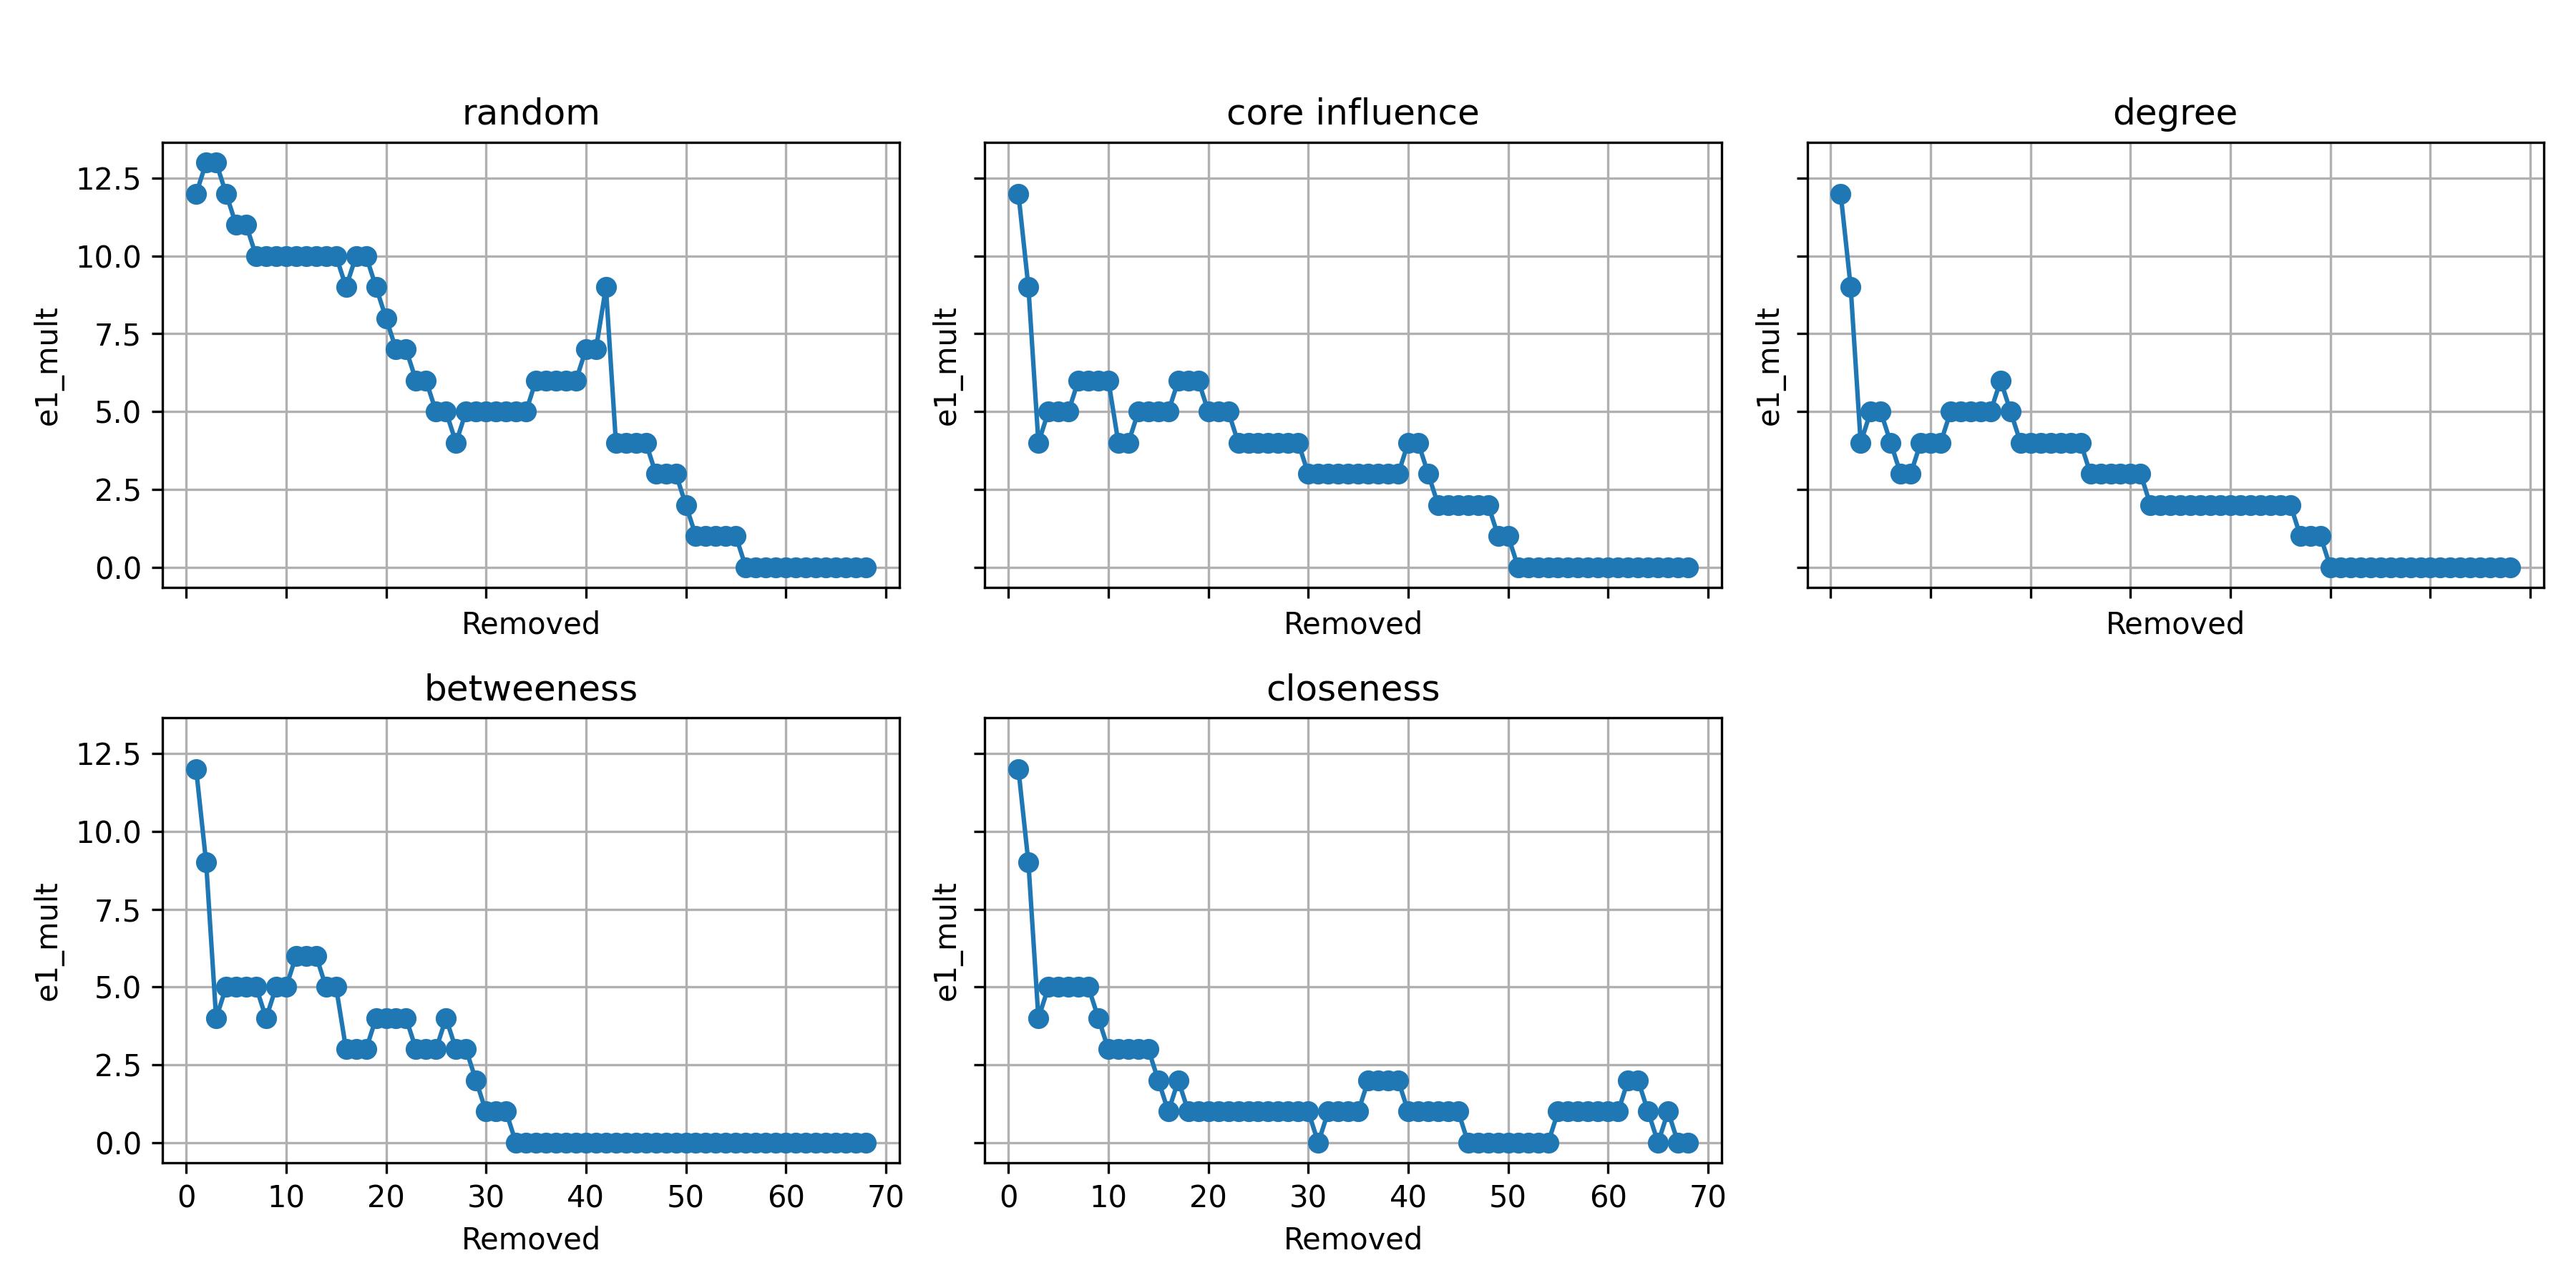 random
core influence
degree
12.5
10.0
7.5
5.0
2.5
0.0
e1_mult
e1_mult
e1_mult
Removed
Removed
Removed
betweeness
closeness
12.5
10.0
7.5
5.0
2.5
0.0
e1_mult
e1_mult
0 10 20 30 40 50 60 70
0 10 20 30 40 50 60 70
Removed
Removed